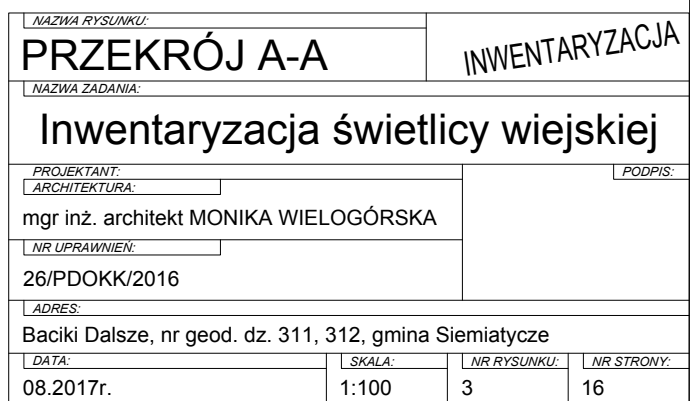 NAZWA RYSUNKU:
PRZEKRÓJ A-A
INWENTARYZACJA
NAZWA ZADANIA:
Inwentaryzacja świetlicy wiejskiej
PROJEKTANT:
PODPIS:
ARCHITEKTURA:
mgr inż. architekt MONIKA WIELOGÓRSKA
NR UPRAWNIEŃ:
26/PDOKK/2016
ADRES:
Baciki Dalsze, nr geod. dz. 311, 312, gmina Siemiatycze
DATA: SKALA: NR RYSUNKU: NR STRONY:
08.2017r. 1:100 3 16